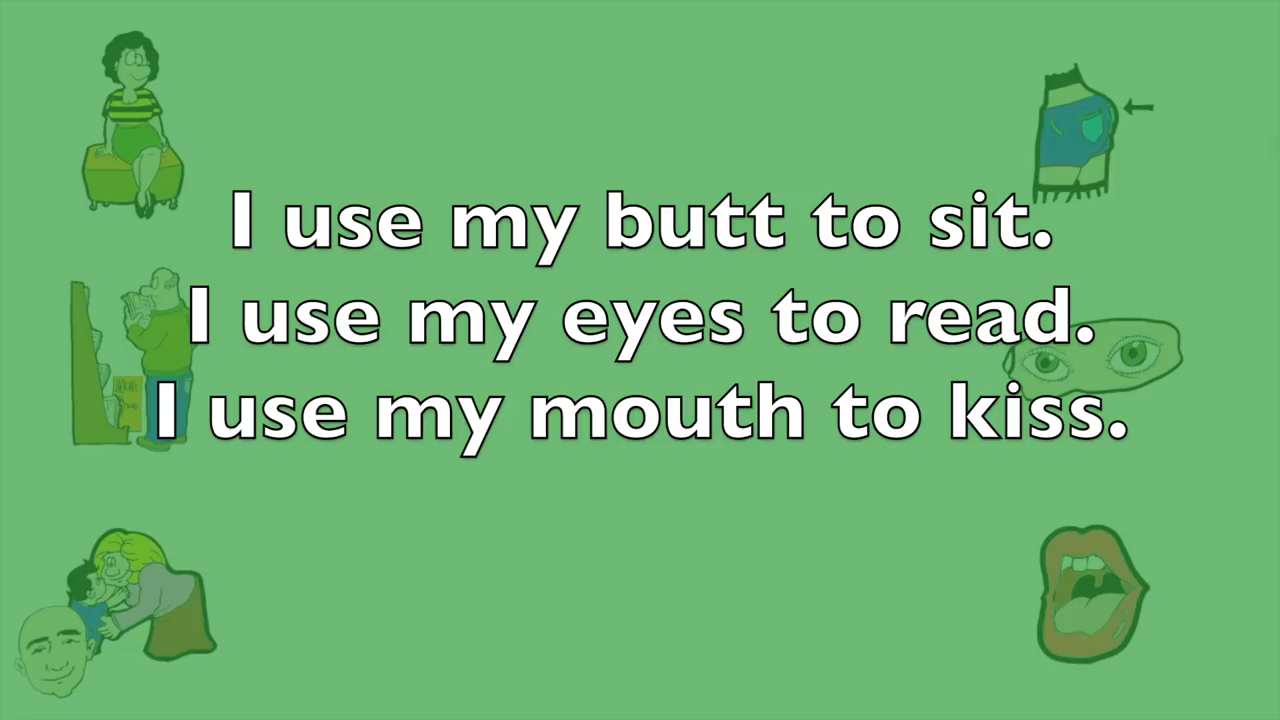 I use my butt to sit.
I use my eyes to read.
I use my mouth to kiss.